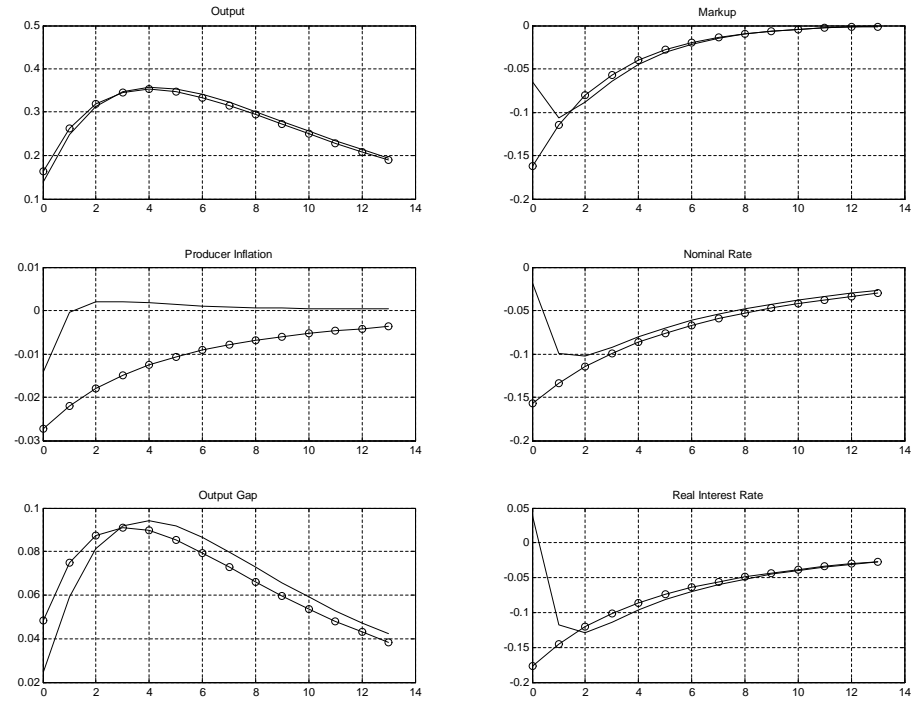 Output
0.5
0.4
0.3
0.2
0.1
0 2 4 6 8 10 12 14
Markup
0
-0.05
-0.1
-0.15
-0.2
0 2 4 6 8 10 12 14
Producer Inflation
0.01
0
-0.01
-0.02
-0.03
0 2 4 6 8 10 12 14
Nominal Rate
0
-0.05
-0.1
-0.15
-0.2
0 2 4 6 8 10 12 14
Output Gap
0.1
0.08
0.06
0.04
0.02
0 2 4 6 8 10 12 14
Real Interest Rate
0.05
0
-0.05
-0.1
-0.15
-0.2
0 2 4 6 8 10 12 14